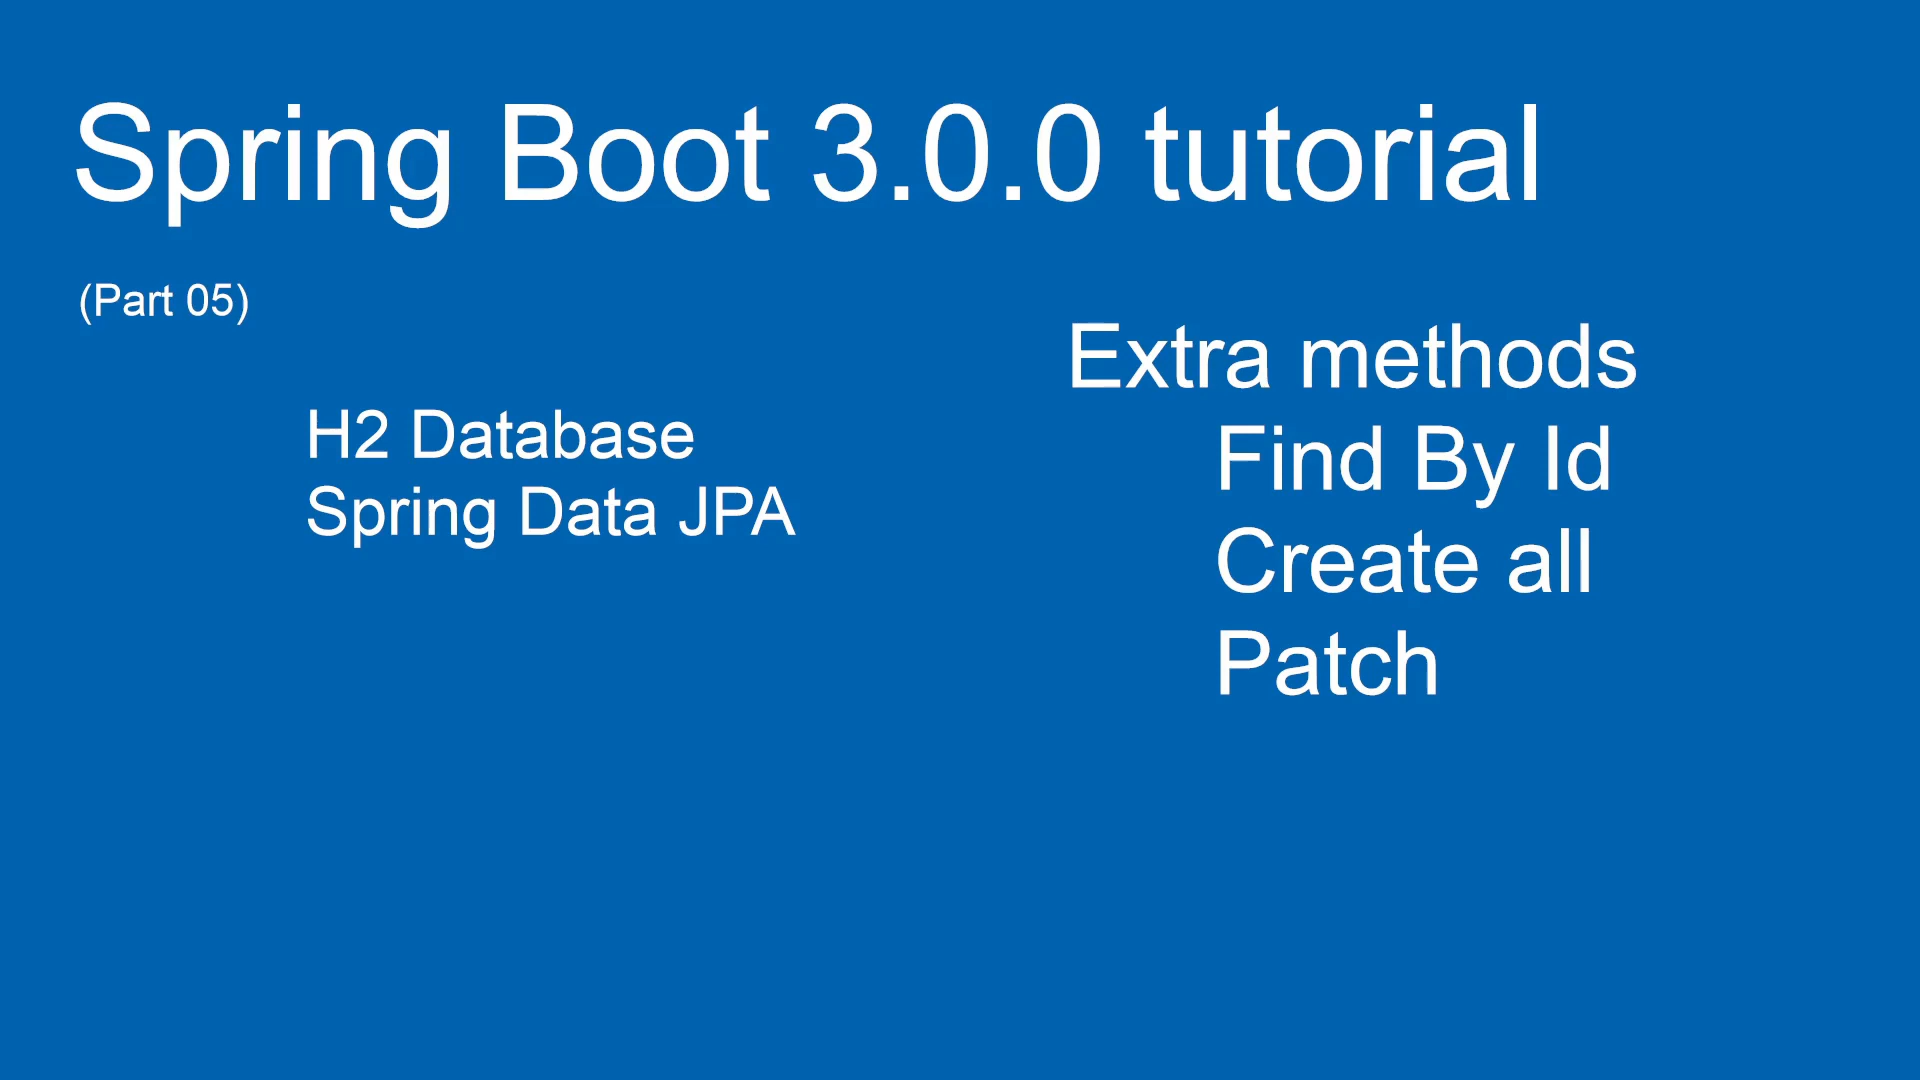 Spring Boot 3.0.0 tutorial
(Part 05)
H2 Database
Spring Data JPA
Extra methods
Find By Id
Create all
Patch